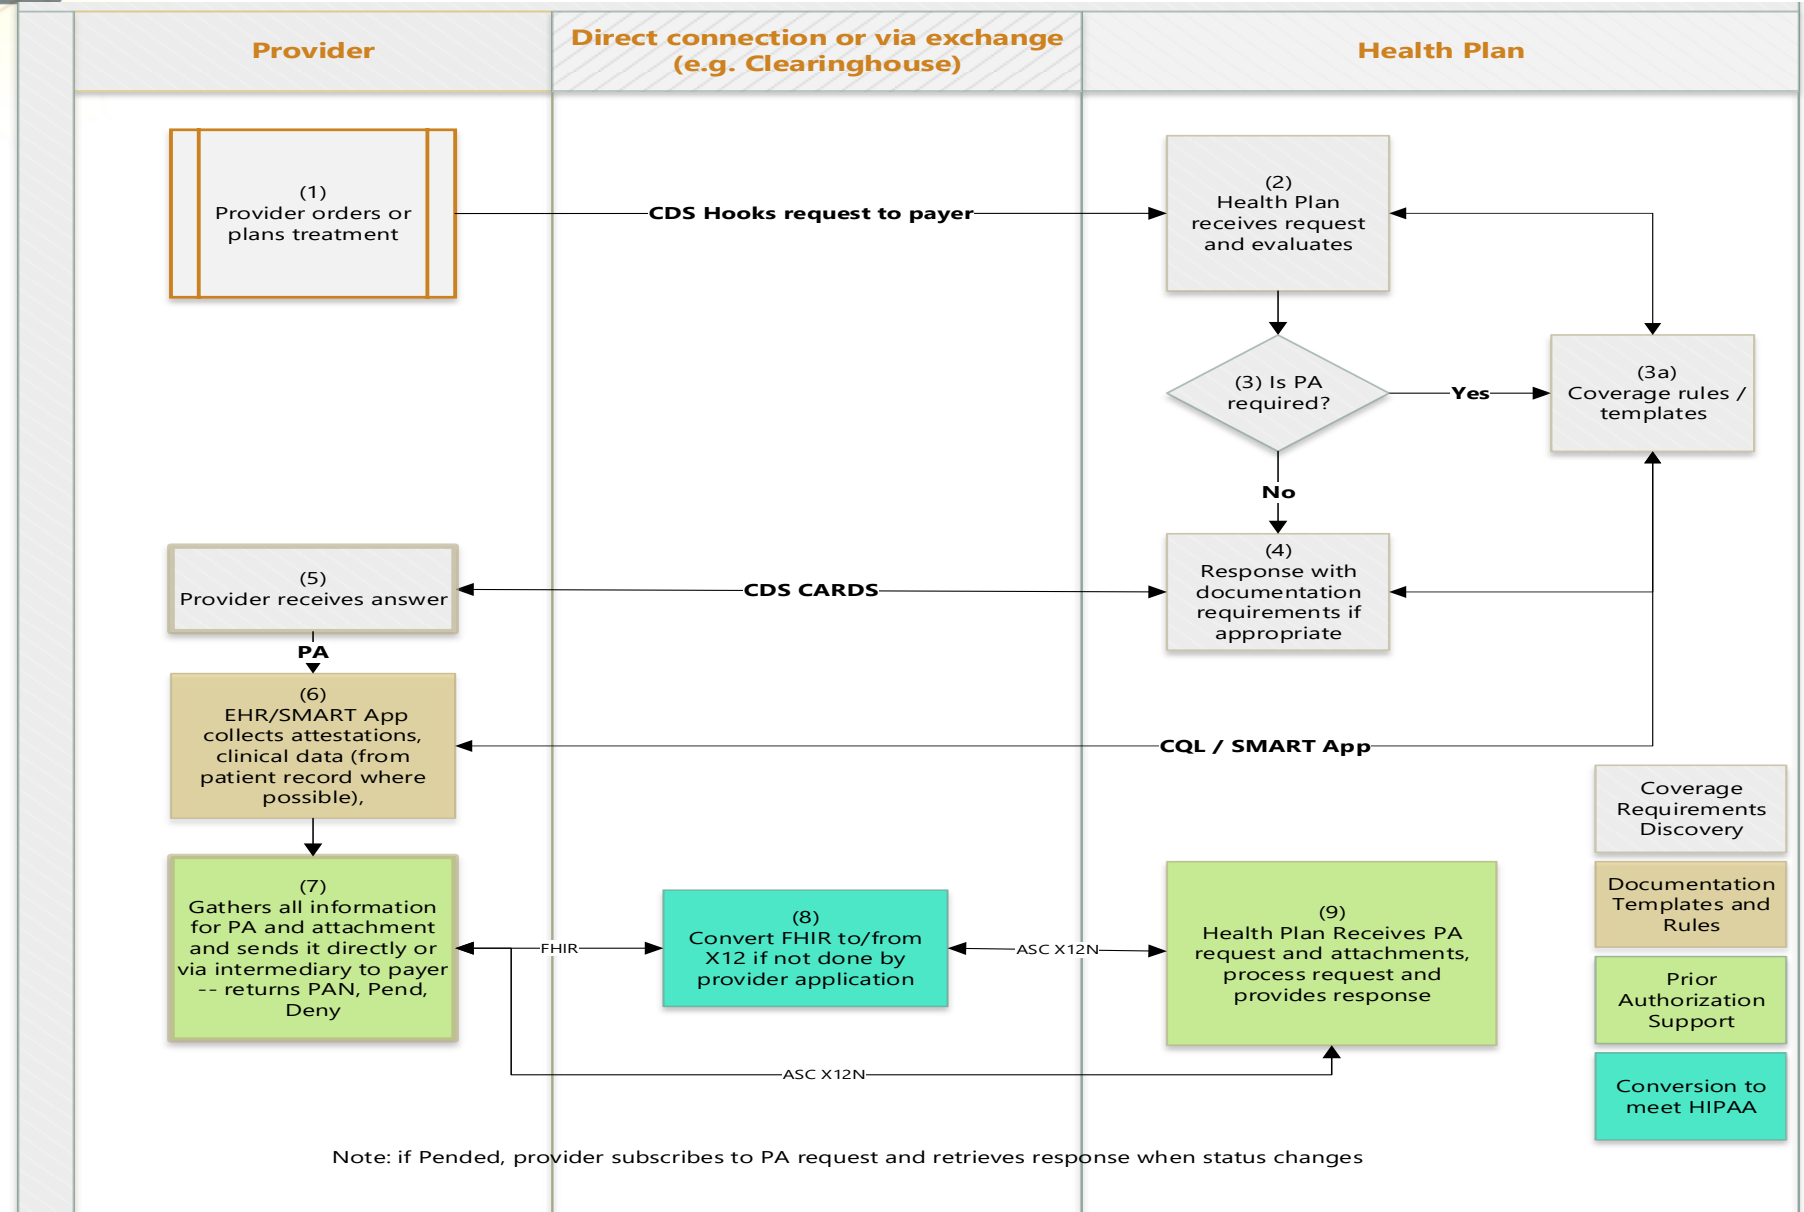 Provider
Direct connection or via exchange
(e.g. Clearinghouse)
Health Plan
(1)
Provider orders or
plans treatment
CDS Hooks request to payer
(2)
Health Plan
receives request
and evaluates
(3) Is PA
required?
Yes
(3a)
Coverage rules /
templates
No
(4)
Response with
documentation
requirements if
appropriate
CDS CARDS
(5)
Provider receives answer
PA
(6)
EHR/SMART App
collects attestations,
clinical data (from
patient record where
possible),
CQL / SMART App
(7)
Gathers all information
for PA and attachment
and sends it directly or
via intermediary to payer
-- returns PAN, Pend,
Deny
FHIR
(8)
Convert FHIR to/from
X12 if not done by
provider application
ASC X12N
(9)
Health Plan Receives PA
request and attachments,
process request and
provides response
ASC X12N
Coverage
Requirements
Discovery
Documentation
Templates and
Rules
Prior
Authorization
Support
Conversion to
meet HIPAA
Note: if Pended, provider subscribes to PA request and retrieves response when status changes